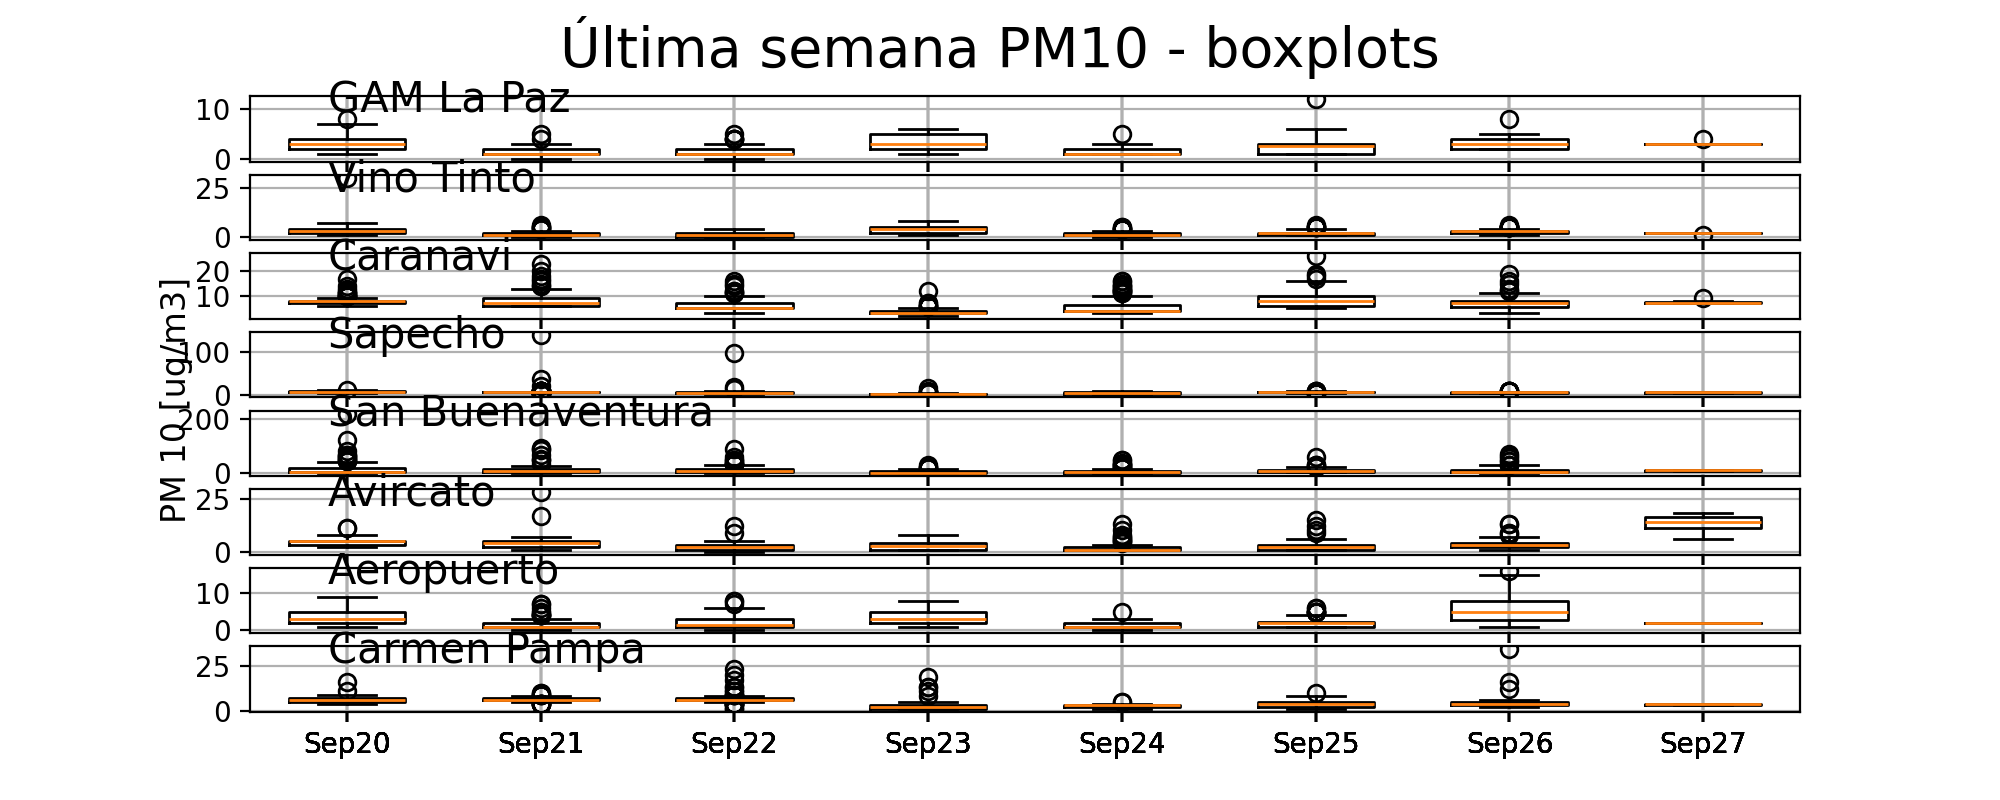 Última semana PM10 - boxplots
GAM La Paz
10
0
Vino Tinto
25
0
Caranavi
20
10
Sapecho
100
0
San Buenaventura
200
0
Avircato
25
0
Aeropuerto
10
0
Carmen Pampa
25
0
PM 10 [ug/m3]
Sep20 Sep21 Sep22 Sep23 Sep24 Sep25 Sep26 Sep27